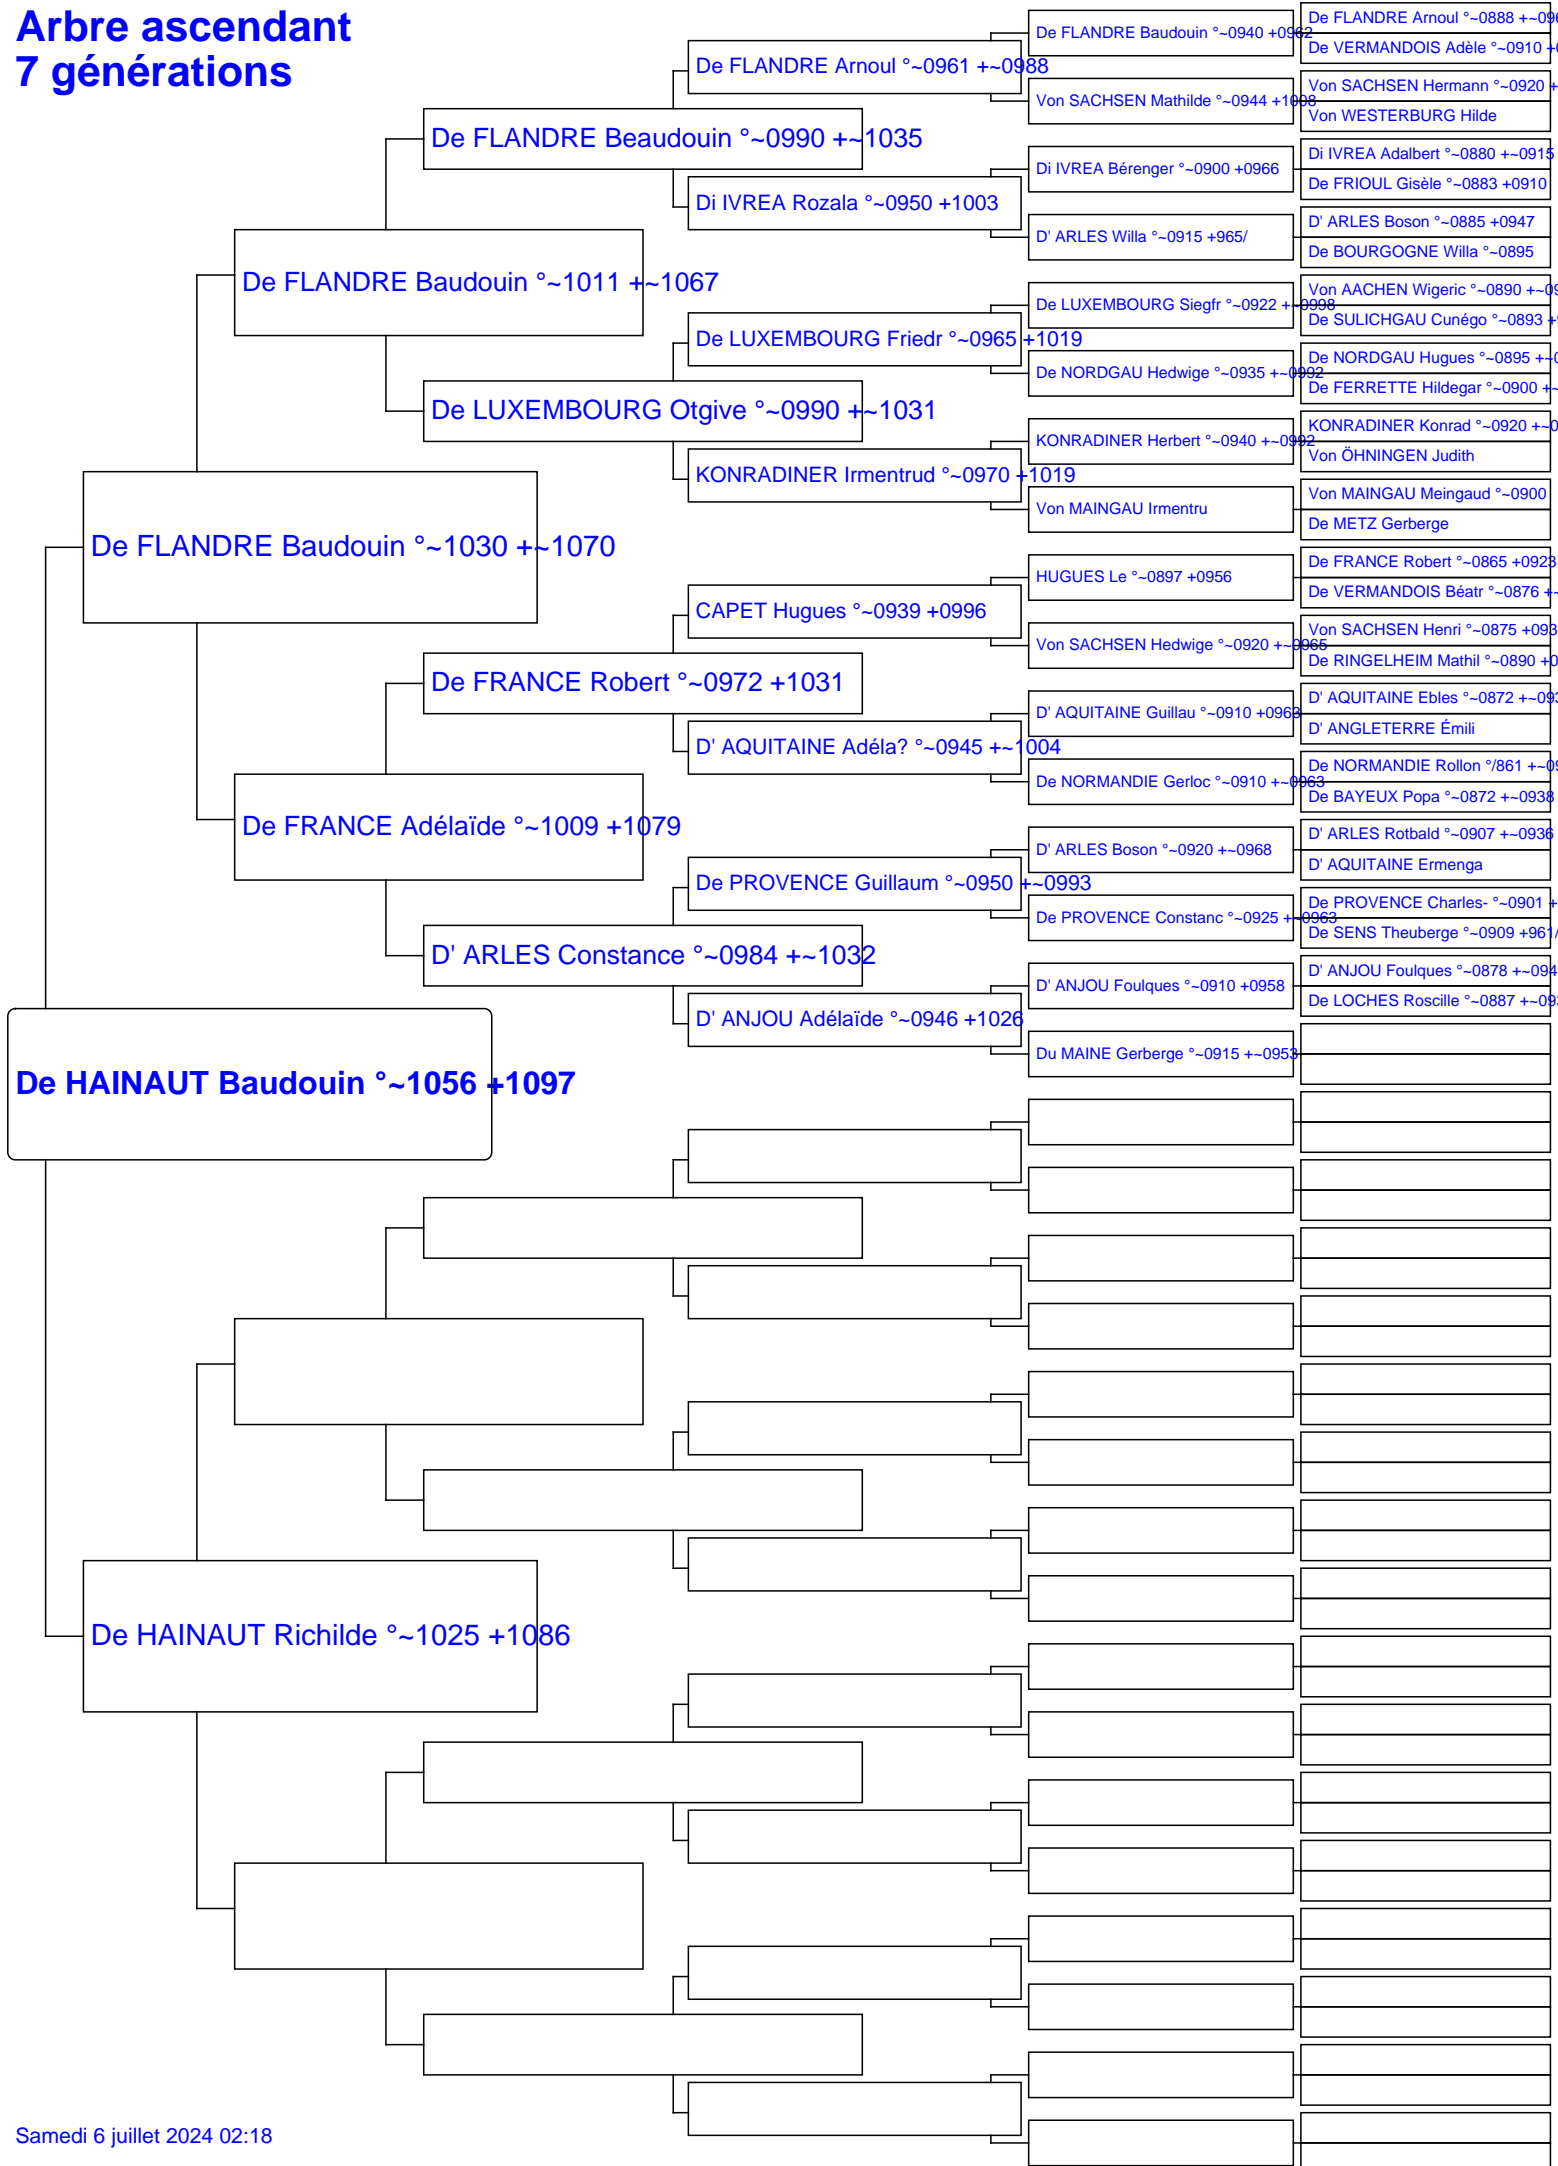 Arbre ascendant
7 générations
De HAINAUT Baudouin °~1056 +1097
De FLANDRE Baudouin °~1030 +~1070
De HAINAUT Richilde °~1025 +1086
De FLANDRE Baudouin °~1011 +~1067
De FRANCE Adélaïde °~1009 +1079
De FLANDRE Beaudouin °~0990 +~1035
De LUXEMBOURG Otgive °~0990 +~1031
De FRANCE Robert °~0972 +1031
D' ARLES Constance °~0984 +~1032
De FLANDRE Arnoul °~0961 +~0988
Di IVREA Rozala °~0950 +1003
De LUXEMBOURG Friedr °~0965 +1019
KONRADINER Irmentrud °~0970 +1019
CAPET Hugues °~0939 +0996
D' AQUITAINE Adéla? °~0945 +~1004
De PROVENCE Guillaum °~0950 +~0993
D' ANJOU Adélaïde °~0946 +1026
De FLANDRE Baudouin °~0940 +0962
Von SACHSEN Mathilde °~0944 +1008
Di IVREA Bérenger °~0900 +0966
D' ARLES Willa °~0915 +965/
De LUXEMBOURG Siegfr °~0922 +~0998
De NORDGAU Hedwige °~0935 +~0992
KONRADINER Herbert °~0940 +~0992
Von MAINGAU Irmentru
HUGUES Le °~0897 +0956
Von SACHSEN Hedwige °~0920 +~0965
D' AQUITAINE Guillau °~0910 +0963
De NORMANDIE Gerloc °~0910 +~0963
D' ARLES Boson °~0920 +~0968
De PROVENCE Constanc °~0925 +~0963
D' ANJOU Foulques °~0910 +0958
Du MAINE Gerberge °~0915 +~0953
De FLANDRE Arnoul °~0888 +~096
De VERMANDOIS Adèle °~0910 +
Von SACHSEN Hermann °~0920 +
Von WESTERBURG Hilde
Di IVREA Adalbert °~0880 +~0915
De FRIOUL Gisèle °~0883 +0910
D' ARLES Boson °~0885 +0947
De BOURGOGNE Willa °~0895
Von AACHEN Wigeric °~0890 +~09
De SULICHGAU Cunégo °~0893 +
De NORDGAU Hugues °~0895 +~0
De FERRETTE Hildegar °~0900 +~
KONRADINER Konrad °~0920 +~0
Von ÖHNINGEN Judith
Von MAINGAU Meingaud °~0900
De METZ Gerberge
De FRANCE Robert °~0865 +0923
De VERMANDOIS Béatr °~0876 +~
Von SACHSEN Henri °~0875 +093
De RINGELHEIM Mathil °~0890 +0
D' AQUITAINE Ebles °~0872 +~093
D' ANGLETERRE Émili
De NORMANDIE Rollon °/861 +~09
De BAYEUX Popa °~0872 +~0938
D' ARLES Rotbald °~0907 +~0936
D' AQUITAINE Ermenga
De PROVENCE Charles- °~0901 +
De SENS Theuberge °~0909 +961/
D' ANJOU Foulques °~0878 +~094
De LOCHES Roscille °~0887 +~093
Samedi 6 juillet 2024 02:18